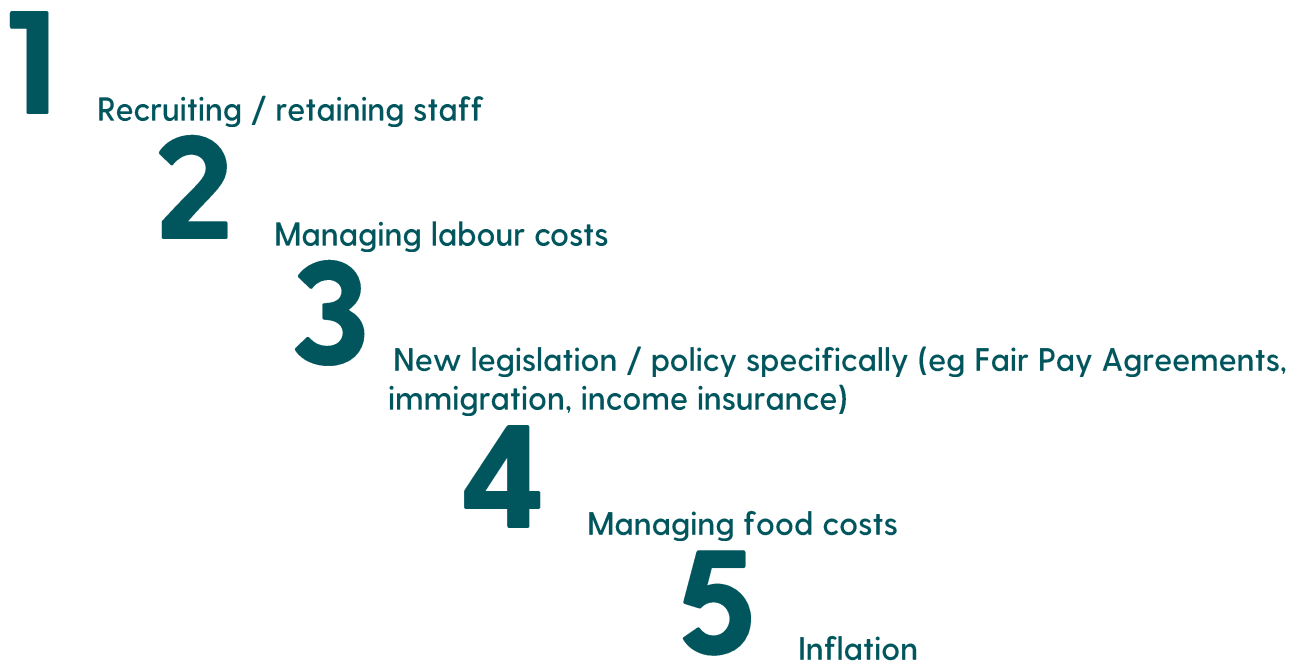 1
Recruiting / retaining staff
2
Managing labour costs
3
New legislation / policy specifically (eg Fair Pay Agreements,
immigration, income insurance)
4
Managing food costs
5
Inflation